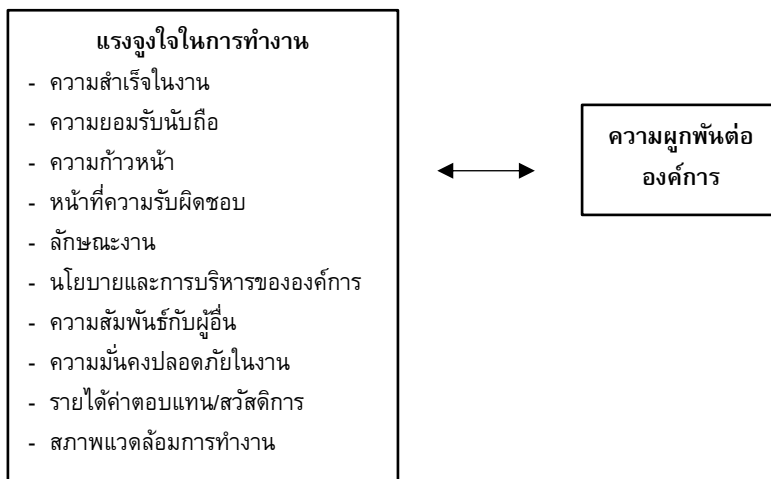 แรงจูงใจในการทำงาน
- ความสำเร็จในงาน
- ความยอมรับนับถือ
- ความก้าวหน้า
- หน้าที่ความรับผิดชอบ
- ลักษณะงาน
- นโยบายและการบริหารขององค์การ
- ความสัมพันธ์กับผู้อื่น
- ความมั่นคงปลอดภัยในงาน
- รายได้ค่าตอบแทน/สวัสดิการ
- สภาพแวดล้อมการทำงาน
ความผูกพันต่อ
องค์การ